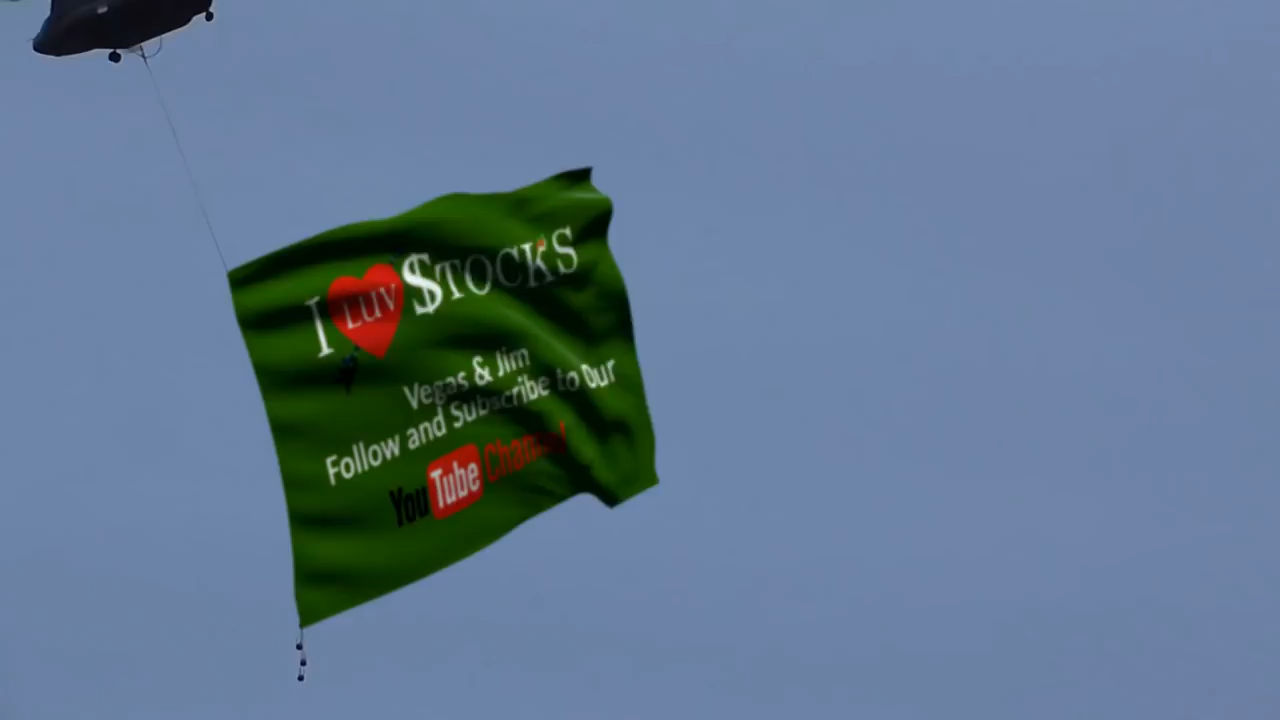 I LUV $TOCKS
Vegas & Jim
Follow and Subscribe to Our
YouTube Channel